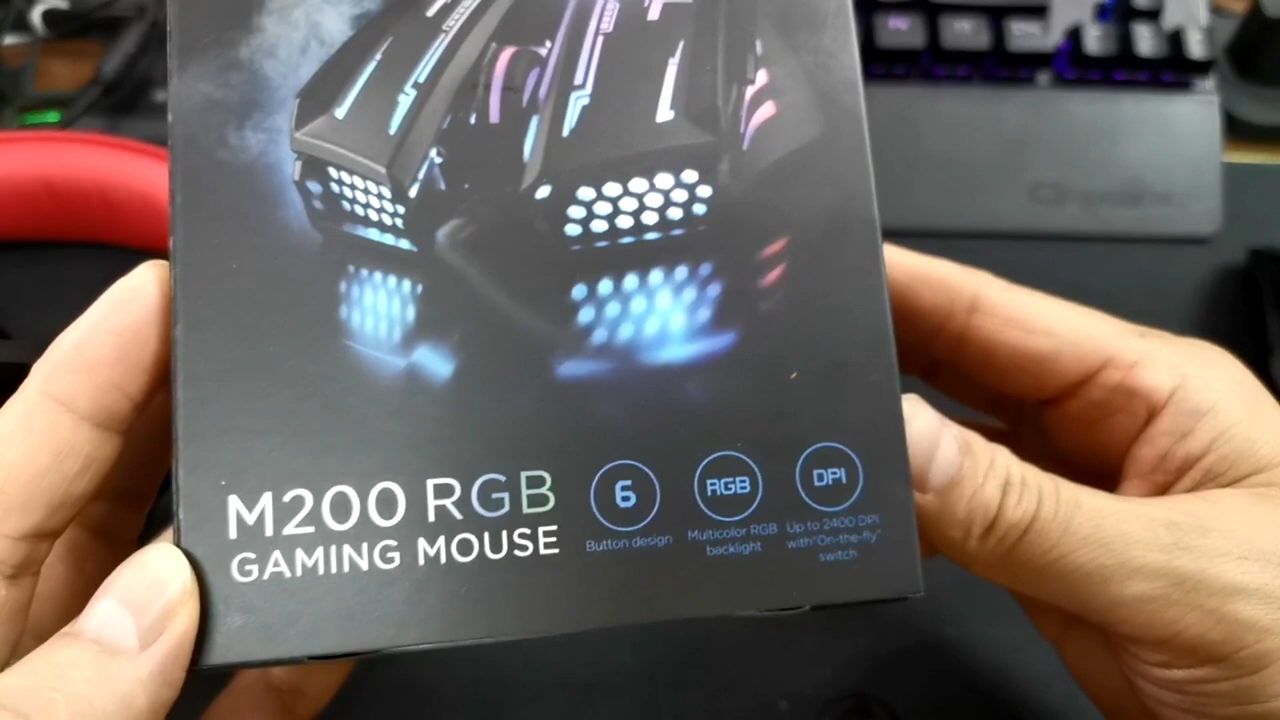 M200 RGB
GAMING MOUSE
6
Button design
RGB
Multicolor RGB
backlight
DPI
Up to 2400 DPI
with"On-the-fly"
switch